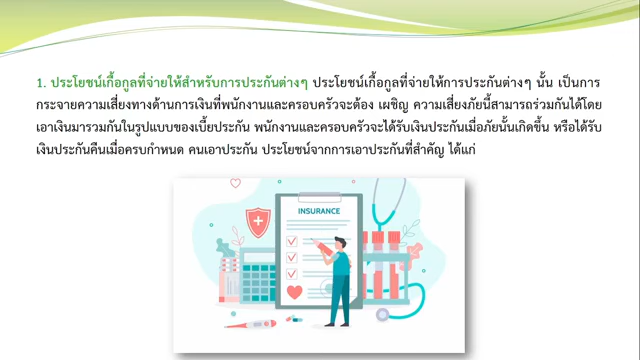 1. ประโยชน์เกื้อกูลที่จ่ายให้สำหรับการประกันต่างๆ ประโยชน์เกื้อกูลที่จ่ายให้การประกันต่างๆ นั้น เป็นการ
กระจายความเสี่ยงทางด้านการเงินที่พนักงานและครอบครัวจะต้อง เผชิญ ความเสี่ยงภัยนี้สามารถร่วมกันได้โดย
เอาเงินมารวมกันในรูปแบบของเบี้ยประกัน พนักงานและครอบครัวจะได้รับเงินประกันเมื่อภัยนั้นเกิดขึ้น หรือได้รับ
เงินประกันคืนเมื่อครบกำหนด คนเอาประกัน ประโยชน์จากการเอาประกันที่สำคัญ ได้แก่
INSURANCE